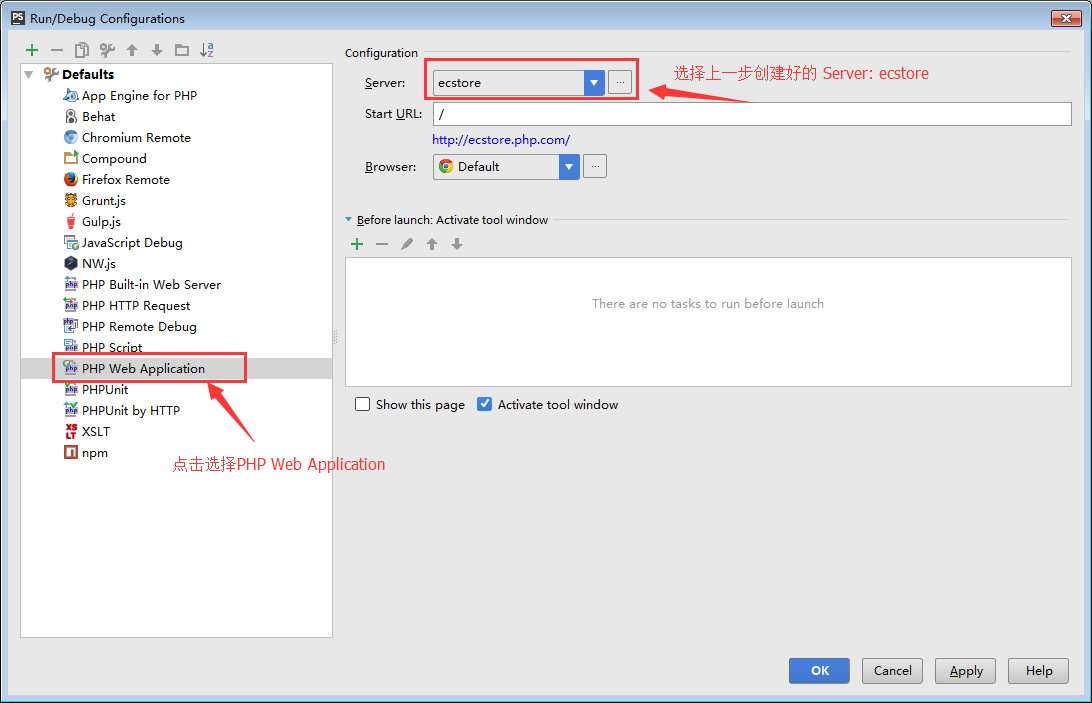 PS Run/Debug Configurations
Defaults
App Engine for PHP
Behat
Chromium Remote
Compound
Firefox Remote
Grunt.js
Gulp.js
JavaScript Debug
NW.js
PHP Built-in Web Server
PHP HTTP Request
PHP Remote Debug
PHP Script
PHP Web Application
PHPUnit
PHPUnit by HTTP
XSLT
npm
点击选择PHP Web Application
Configuration
Server: ecstore ...
选择上一步创建好的 Server: ecstore
Start URL: /
http://ecstore.php.com/
Browser: Default ...
Before launch: Activate tool window
There are no tasks to run before launch
Show this page Activate tool window
OK Cancel Apply Help